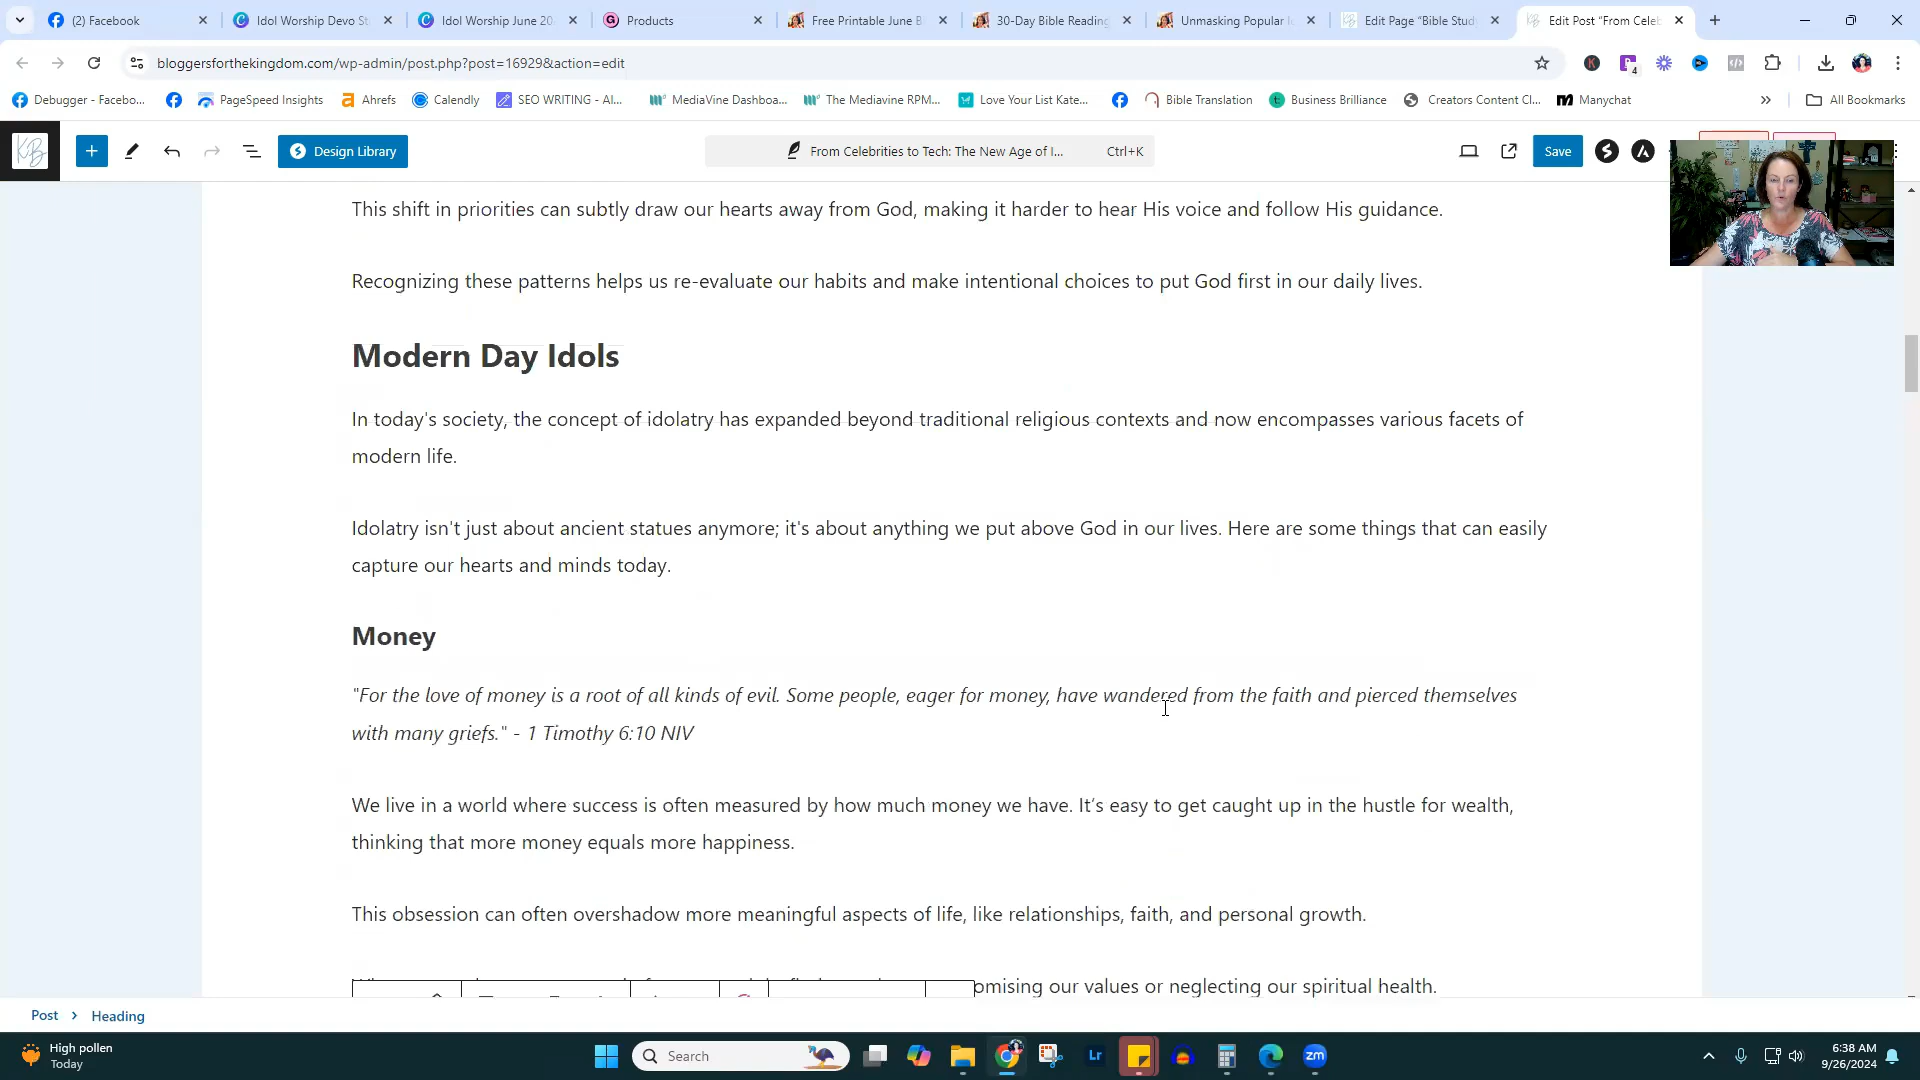 (2) Facebook
Idol Worship Devo St
Idol Worship June 20
Products
Free Printable June B
30-Day Bible Reading
Unmasking Popular I
Edit Page "Bible Stud
Edit Post "From Celeb
bloggersforthekingdom.com/wp-admin/post.php?post=16929&action=edit
4
Debugger - Facebo...
PageSpeed Insights
Ahrefs
Calendly
SEO WRITING - AI...
MediaVine Dashboa...
The Mediavine RPM...
Love Your List Kate...
Bible Translation
Business Brilliance
Creators Content Cl...
Manychat
All Bookmarks
KB
Design Library
From Celebrities to Tech: The New Age of I...
Ctrl+K
Save
This shift in priorities can subtly draw our hearts away from God, making it harder to hear His voice and follow His guidance.
Recognizing these patterns helps us re-evaluate our habits and make intentional choices to put God first in our daily lives.
Modern Day Idols
In today's society, the concept of idolatry has expanded beyond traditional religious contexts and now encompasses various facets of
modern life.
Idolatry isn't just about ancient statues anymore; it's about anything we put above God in our lives. Here are some things that can easily
capture our hearts and minds today.
Money
"For the love of money is a root of all kinds of evil. Some people, eager for money, have wandered from the faith and pierced themselves
with many griefs." - 1 Timothy 6:10 NIV
We live in a world where success is often measured by how much money we have. It’s easy to get caught up in the hustle for wealth,
thinking that more money equals more happiness.
This obsession can often overshadow more meaningful aspects of life, like relationships, faith, and personal growth.
omising our values or neglecting our spiritual health.
Post
Heading
High pollen
Today
Search
Lr
zm
6:38 AM
9/26/2024